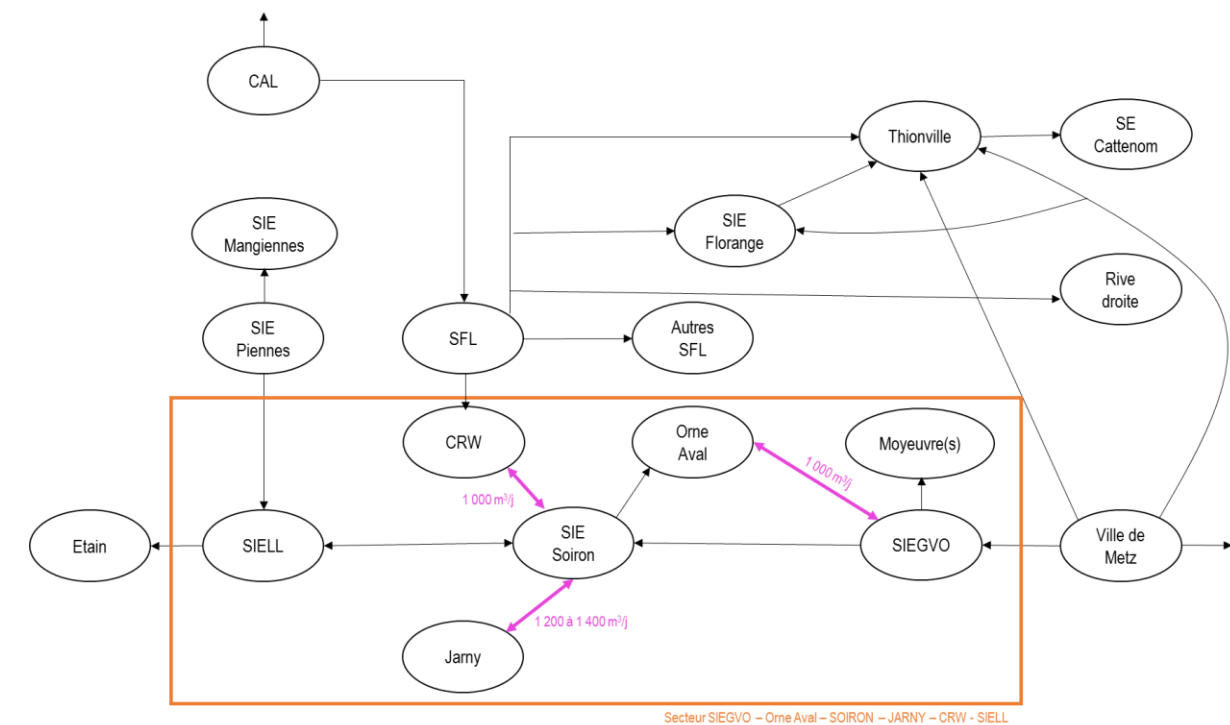 CAL
Thionville
SE
Cattenom
SIE
Mangiennes
SIE
Florange
Rive
droite
SIE
Piennes
SFL
Autres
SFL
CRW
Orne
Aval
Moyeuvre(s)
1 000 m³/j
1 000 m³/j
Etain
SIELL
SIE
Soiron
SIEGVO
Ville de
Metz
1 200 à 1 400 m³/j
Jarny
Secteur SIEGVO – Orne Aval – SOIRON – JARNY – CRW - SIELL